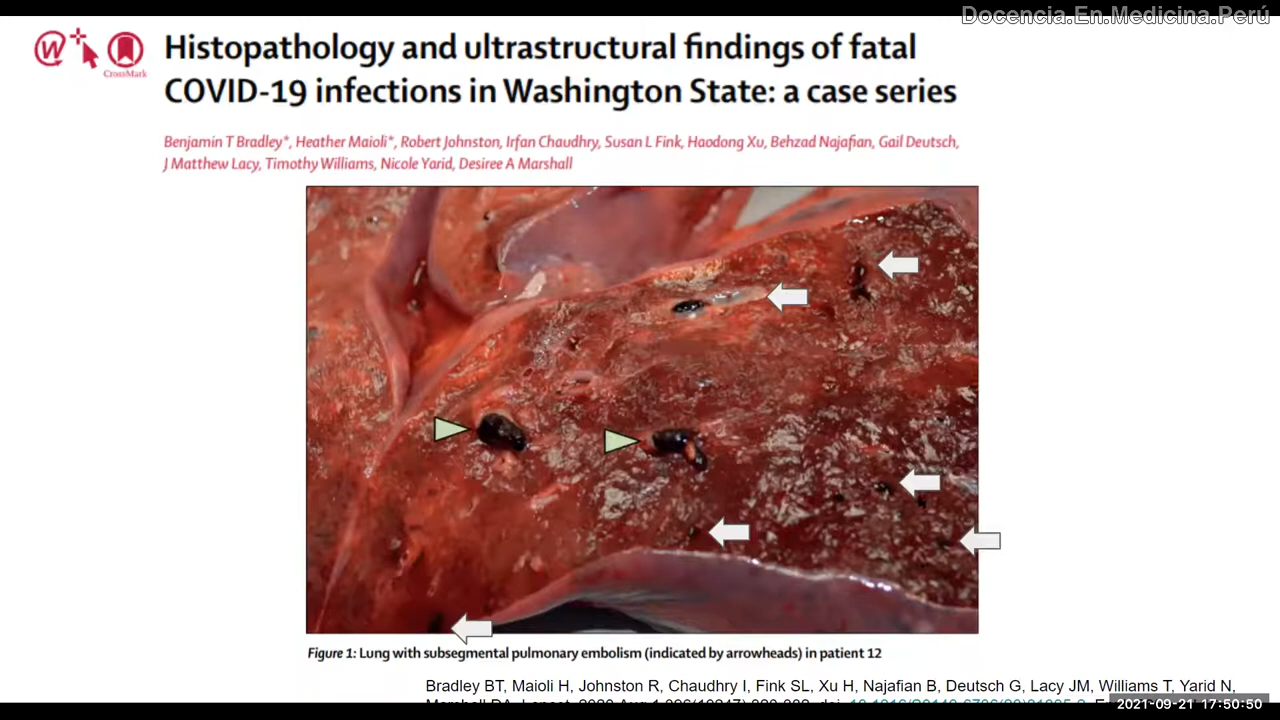 Docencia.En.Medicina.Perú
Histopathology and ultrastructural findings of fatal
CrossMark
COVID-19 infections in Washington State: a case series
Benjamin T Bradley*, Heather Maioli*, Robert Johnston, Irfan Chaudhry, Susan L Fink, Haodong Xu, Behzad Najafian, Gail Deutsch,
J Matthew Lacy, Timothy Williams, Nicole Yarid, Desiree A Marshall
Figure 1: Lung with subsegmental pulmonary embolism (indicated by arrowheads) in patient 12
Bradley BT, Maioli H, Johnston R, Chaudhry I, Fink SL, Xu H, Najafian B, Deutsch G, Lacy JM, Williams T, Yarid N,
2021-09-21 17:50:50